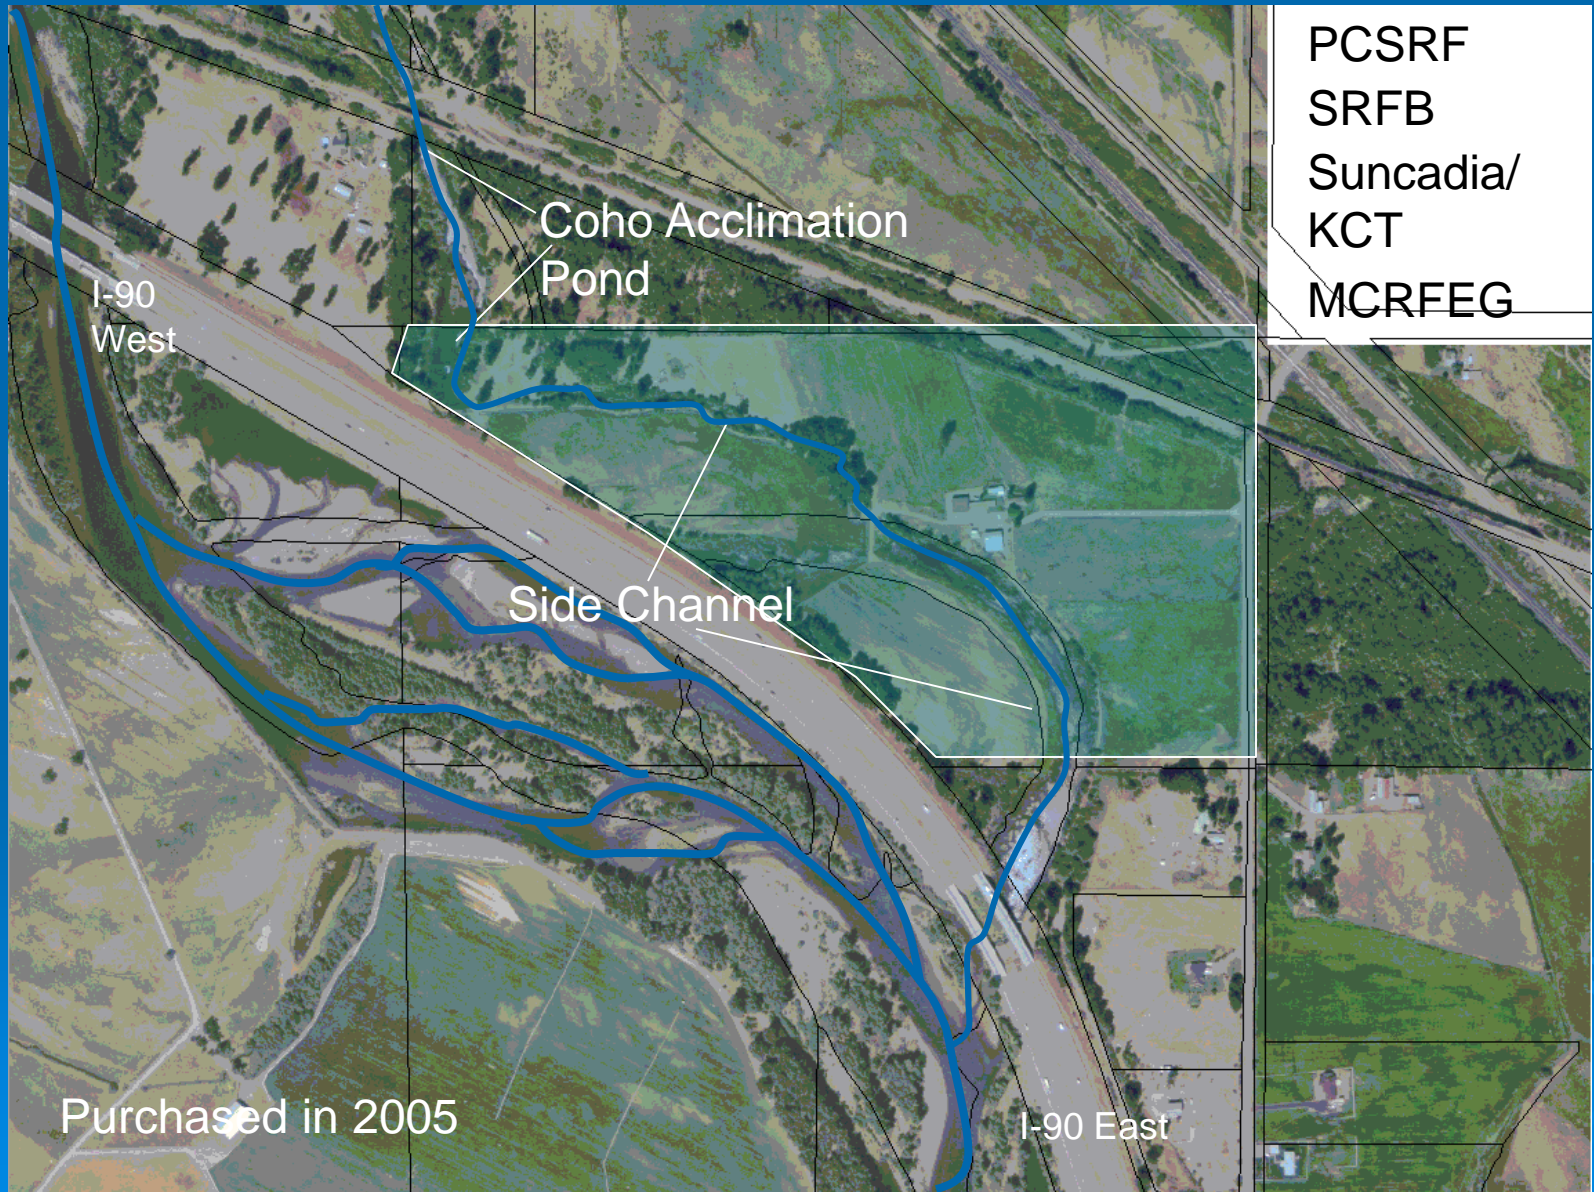 PCSRF
SRFB
Suncadia/
KCT
MCRFEG
Coho Acclimation
Pond
I-90
West
Side Channel
Purchased in 2005
I-90 East